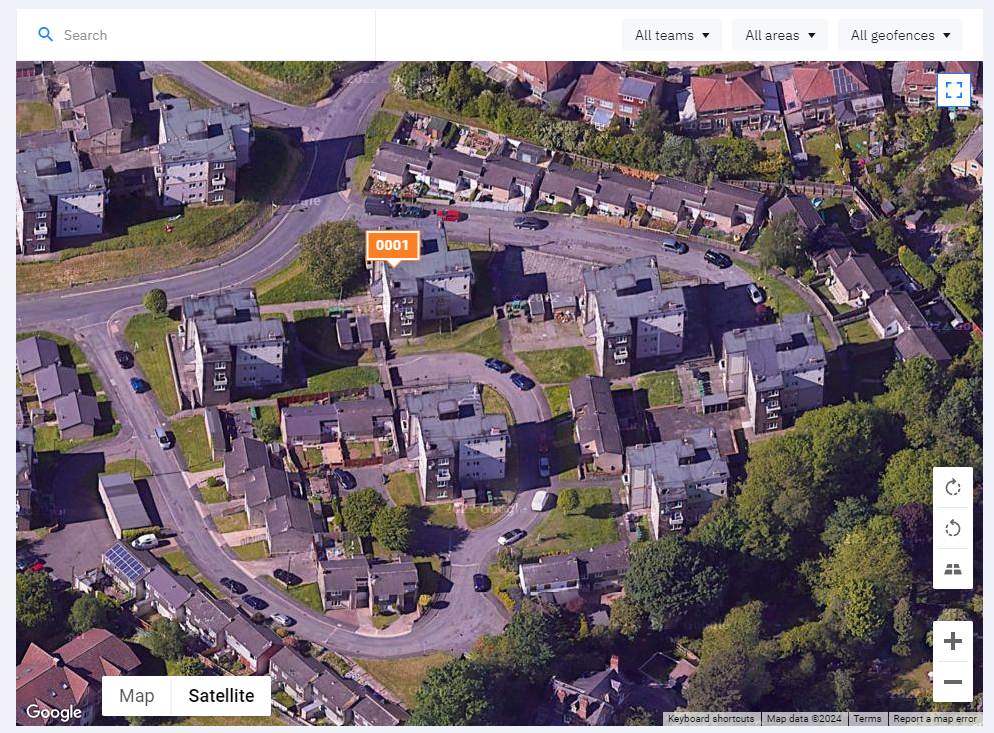 Search
All teams
All areas
All geofences
0001
Google
Map
Satellite
Google
Keyboard shortcuts
Map data ©2024
Terms
Report a map error